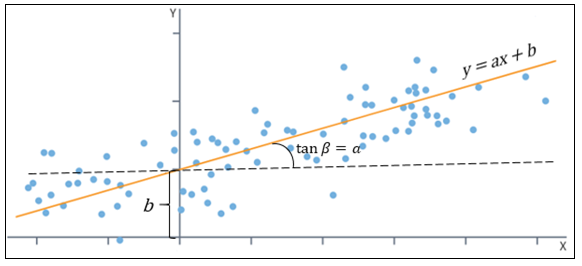 Y
y = ax + b
tan β = α
b
X